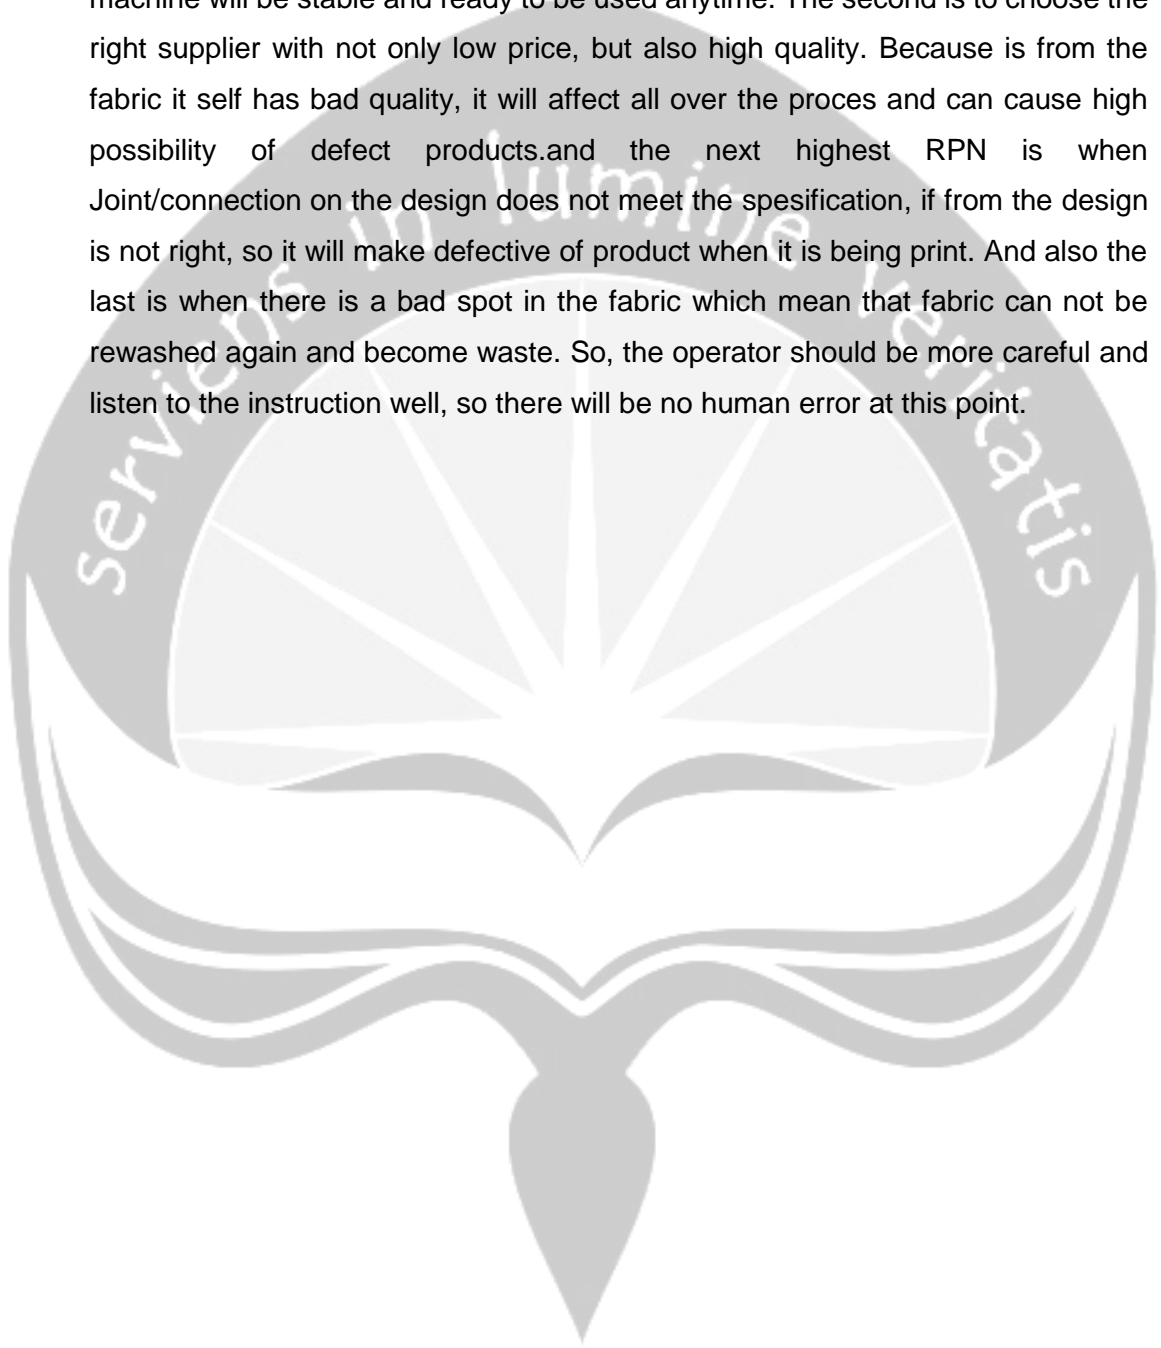 machine will be stable and ready to be used anytime. The second is to choose the
right supplier with not only low price, but also high quality. Because is from the
fabric it self has bad quality, it will affect all over the proces and can cause high
possibility of defect products.and the next highest RPN is when
Joint/connection on the design does not meet the spesification, if from the design
is not right, so it will make defective of product when it is being print. And also the
last is when there is a bad spot in the fabric which mean that fabric can not be
rewashed again and become waste. So, the operator should be more careful and
listen to the instruction well, so there will be no human error at this point.
serviens in lumine veritatis